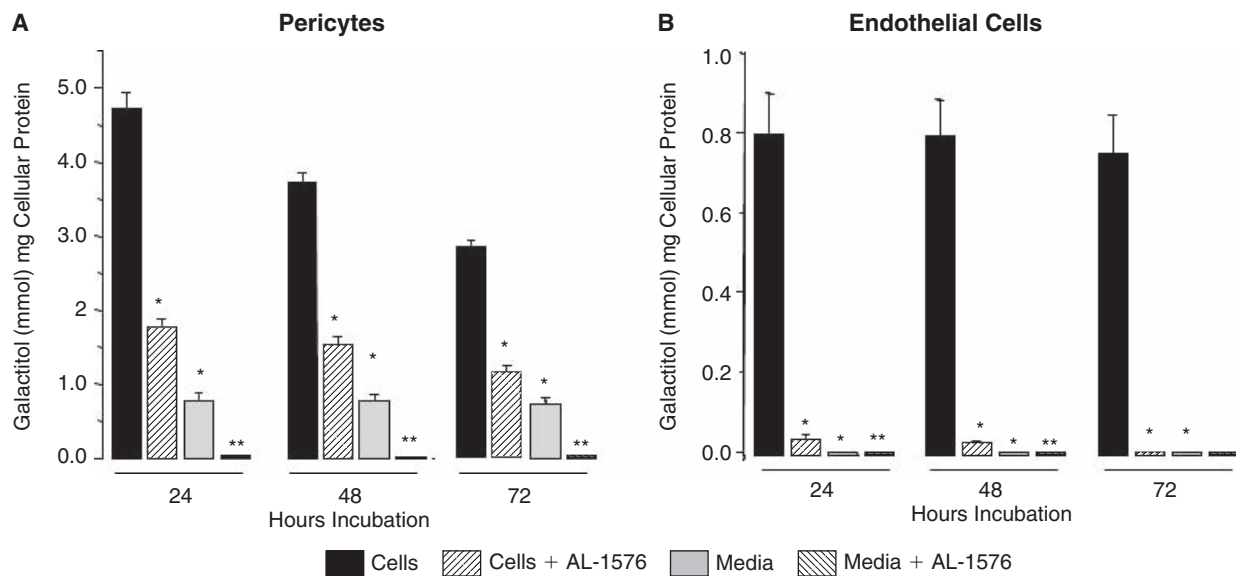 A Pericytes
Galactitol (mmol) mg Cellular Protein
5.0
4.0
3.0
2
1.0
0.0
* * **
* * **
* * **
24 48 72
Hours Incubation
B Endothelial Cells
Galactitol (mmol) mg Cellular Protein
1.0
0.8
0.6
0.4
0.2
0.0
* * **
* * **
* *
24 48 72
Hours Incubation
Cells Cells + AL-1576 Media Media + AL-1576